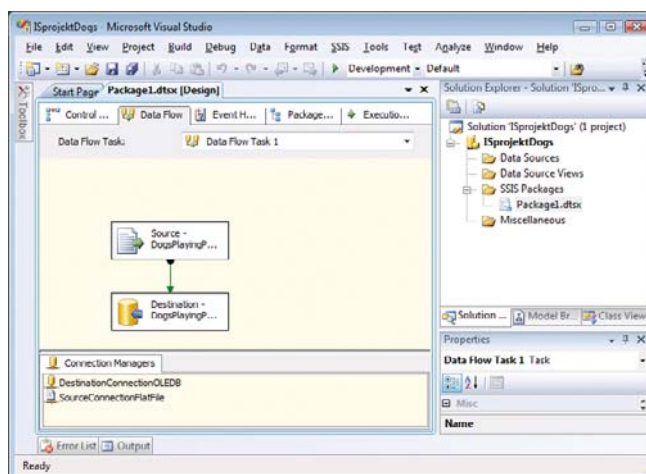 ISprojektDogs - Microsoft Visual Studio
File Edit View Project Build Debug Data Format SSIS Tools Test Analyze Window Help
Development - Default
Toolbox
Start Page Package1.dtsx [Design]
Control ... Data Flow Event H... Package... Executio...
Data Flow Task: Data Flow Task 1
Source -
DogsPlayingP...
Destination -
DogsPlayingP...
Connection Managers
DestinationConnectionOLEDB
SourceConnectionFlatFile
Error List Output
Ready
Solution Explorer - Solution 'ISpro...
Solution 'ISprojektDogs' (1 project)
ISprojektDogs
Data Sources
Data Source Views
SSIS Packages
Package1.dtsx
Miscellaneous
Solution ... Model Br... Class View
Properties
Data Flow Task 1 Task
Misc
Name